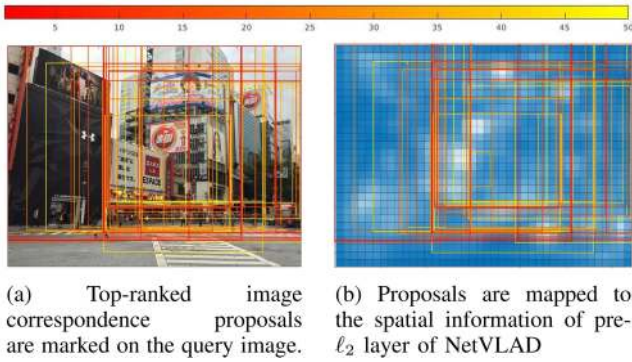 5 10 15 20 25 30 35 40 45 50
ESPACE
(a) Top-ranked image
correspondence proposals
are marked on the query image.
(b) Proposals are mapped to
the spatial information of pre-
ℓ₂ layer of NetVLAD